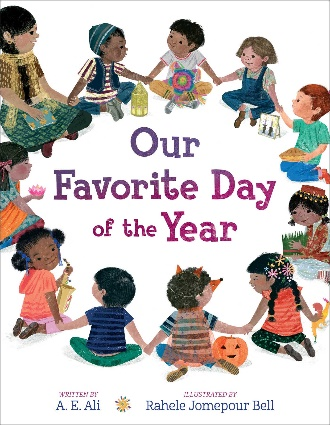 Our
Favorite Day
of the Year
WRITTEN BY
A. E. Ali
ILLUSTRATED BY
Rahele Jomepour Bell